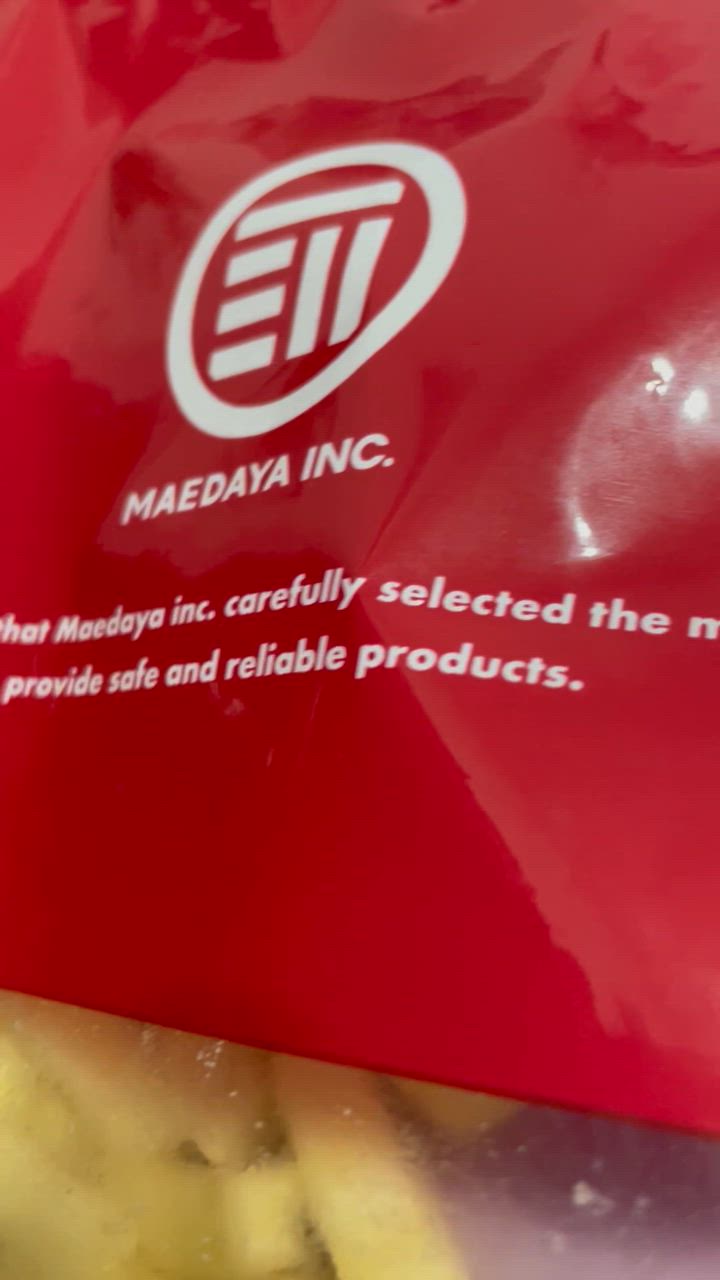 MAEDAYA INC.
that Maedaya inc. carefully selected the
provide safe and reliable products.